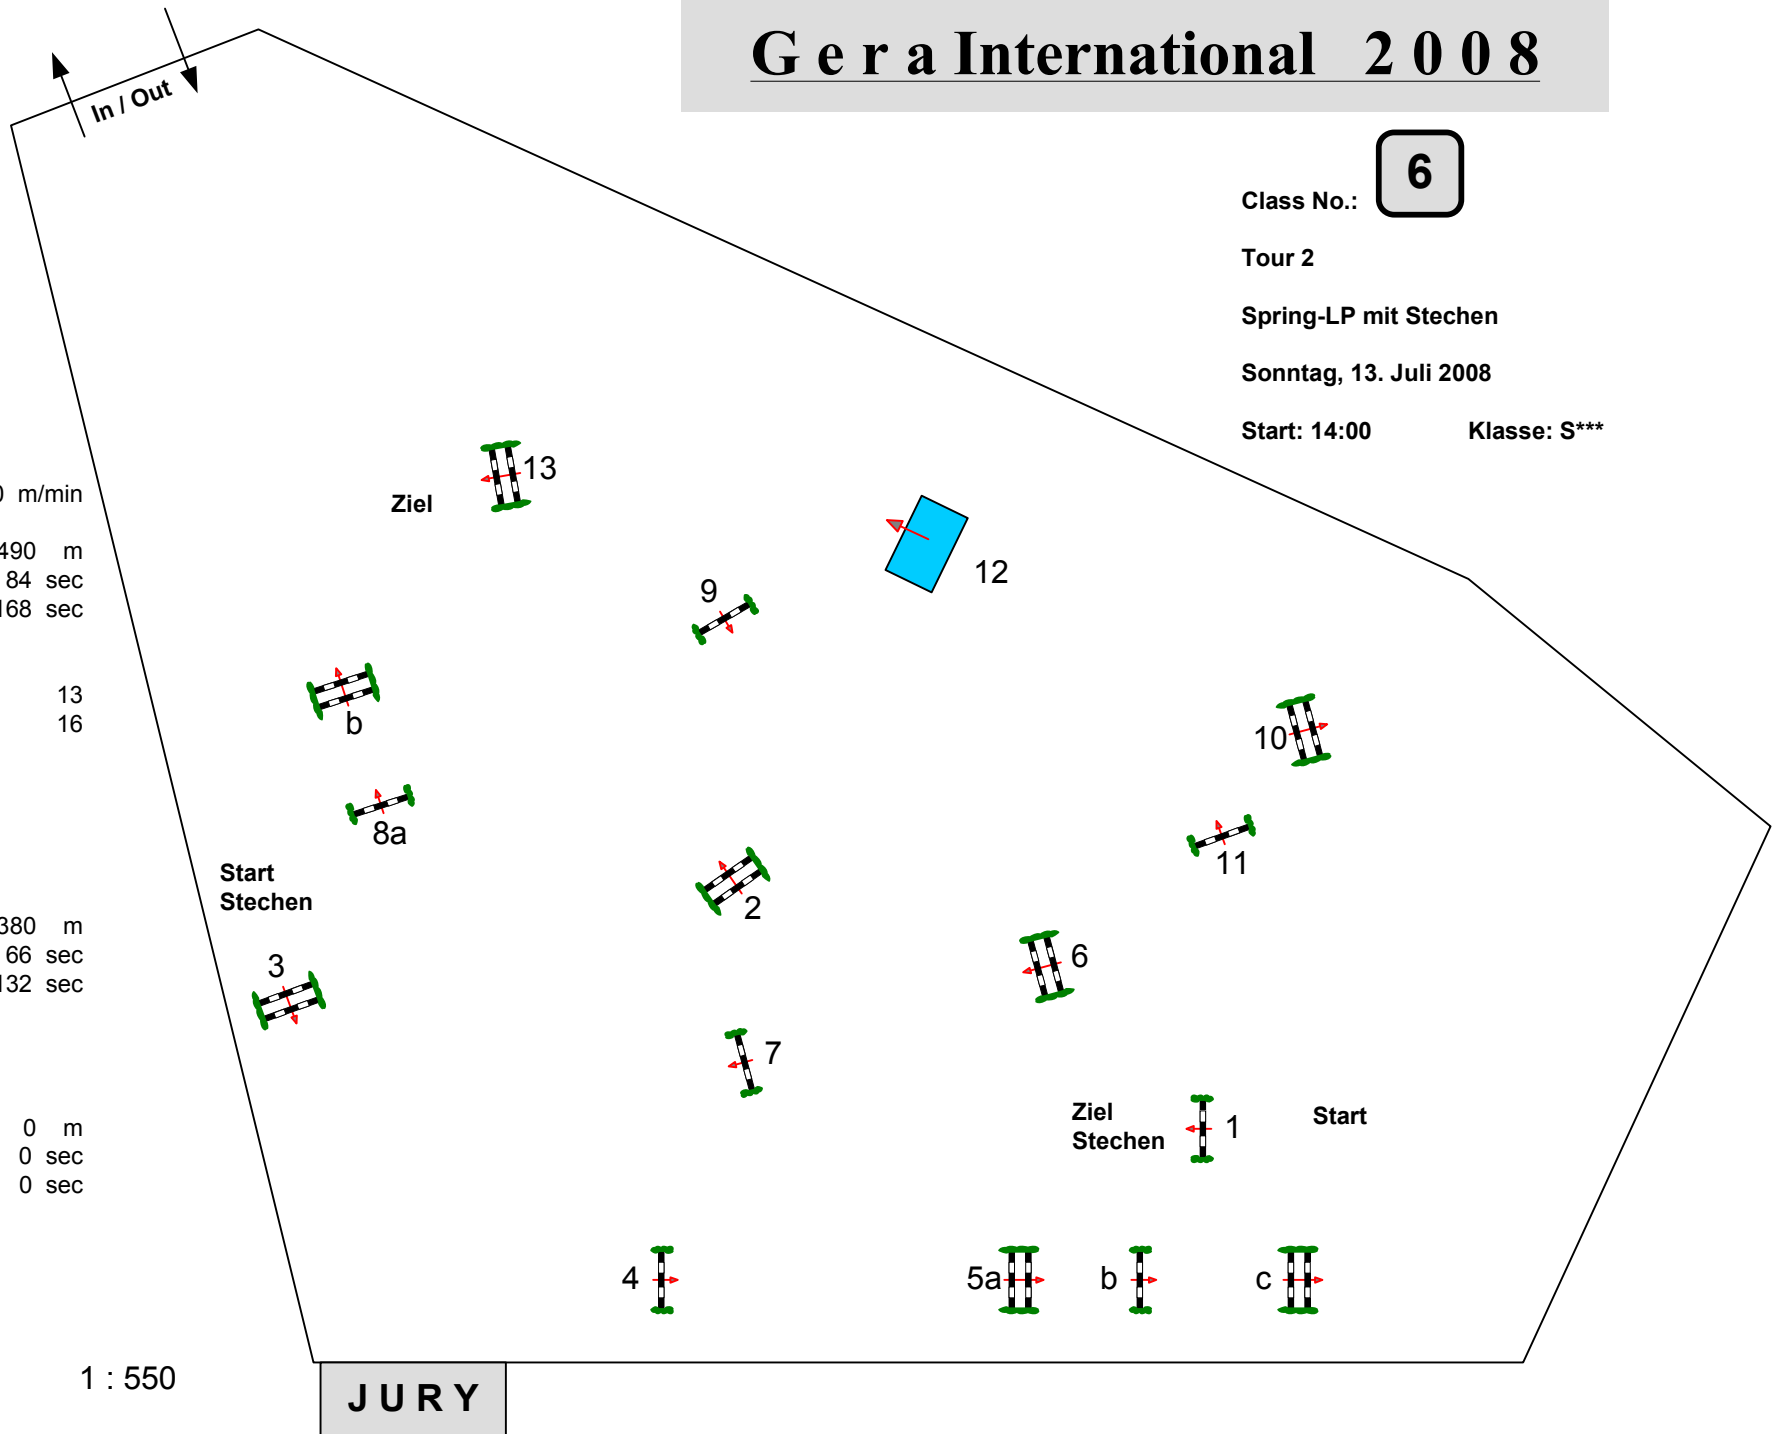 G e r a International 2 0 0 8
In / Out
6
Class No.:
Tour 2
Spring-LP mit Stechen
Sonntag, 13. Juli 2008
Start: 14:00 Klasse: S***
13
Ziel
0 m/min
490 m
84 sec
168 sec
12
9
13
16
b
10
8a
11
Start
Stechen
2
380 m
66 sec
132 sec
3
6
7
Ziel
Stechen
1
Start
0 m
0 sec
0 sec
4
5a
b
c
1 : 550
J U R Y